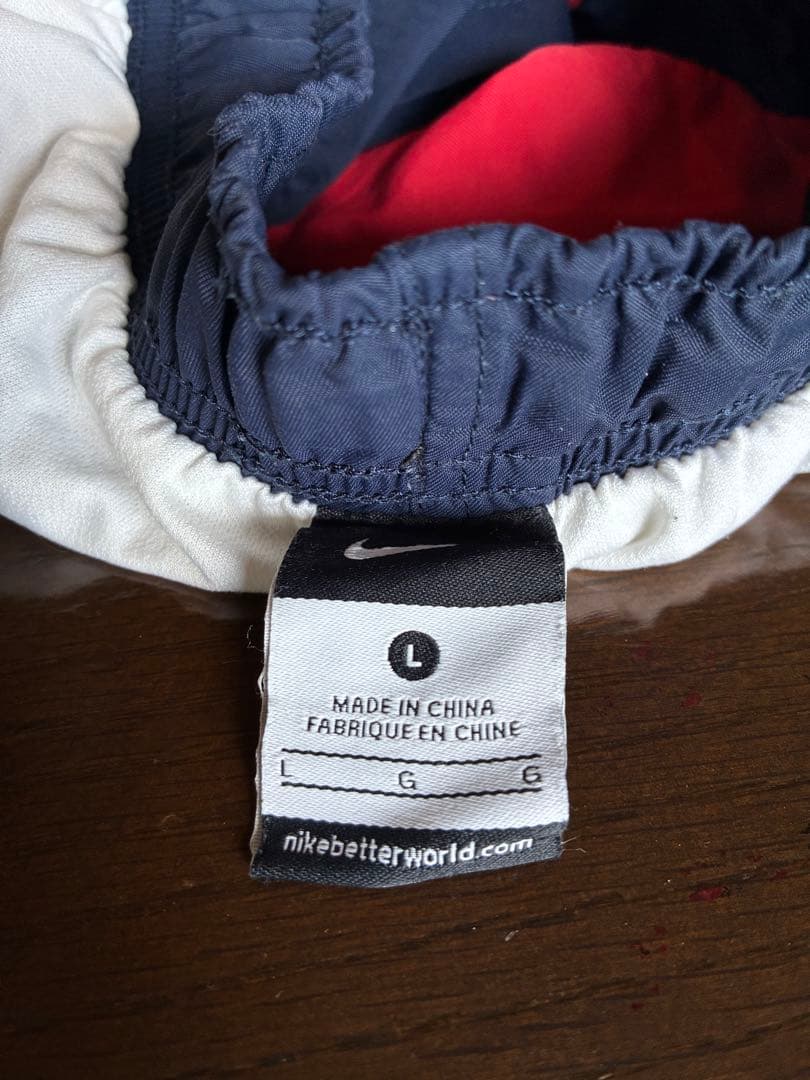 L
MADE IN CHINA
FABRIQUE EN CHINE
L G G
nikebetterworld.com